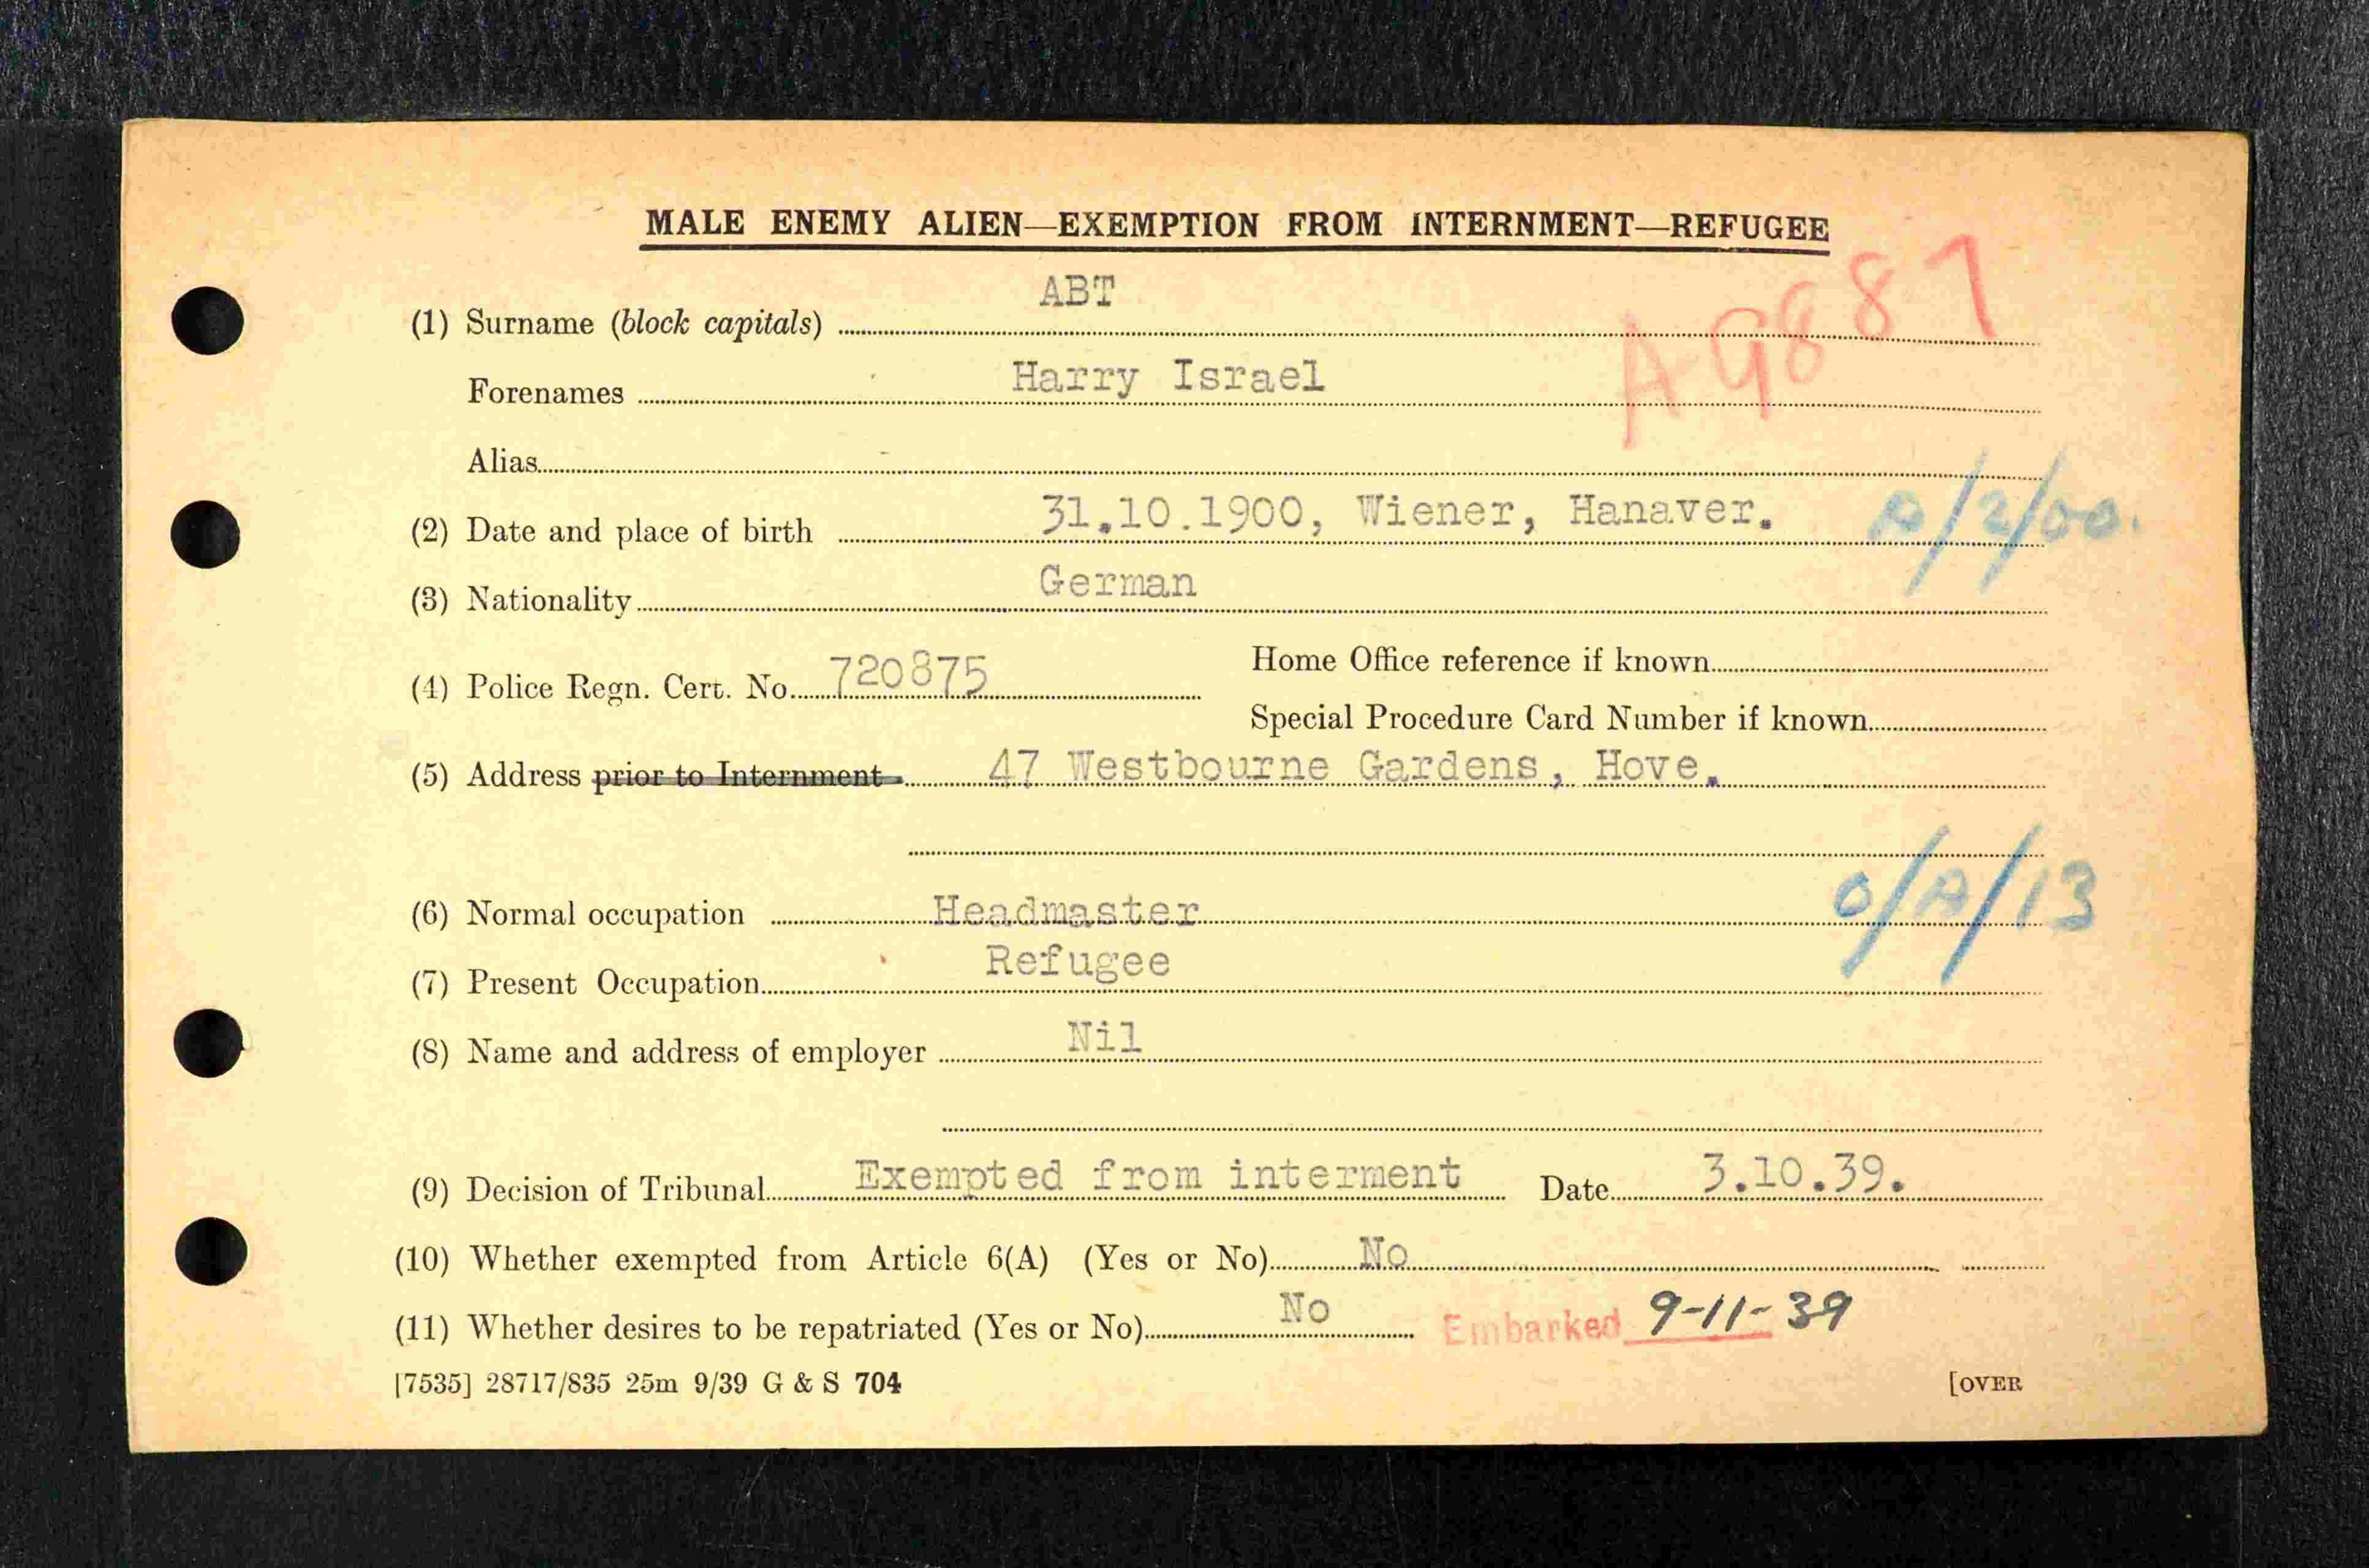 MALE ENEMY ALIEN—EXEMPTION FROM INTERNMENT—REFUGEE
A9887
(1) Surname (block capitals) ABT
Forenames Harry Israel
Alias -
(2) Date and place of birth 31.10.1900, Wiener, Hanaver. A/2/00.
(3) Nationality German
(4) Police Regn. Cert. No. 720875
Home Office reference if known
Special Procedure Card Number if known
(5) Address prior to Internment 47 Westbourne Gardens, Hove.
(6) Normal occupation Headmaster O/A/13
(7) Present Occupation Refugee
(8) Name and address of employer Nil
(9) Decision of Tribunal Exempted from interment Date 3.10.39.
(10) Whether exempted from Article 6(A) (Yes or No) No
(11) Whether desires to be repatriated (Yes or No) No Embarked 9-11-39
[7535] 28717/835 25m 9/39 G & S 704 [OVER